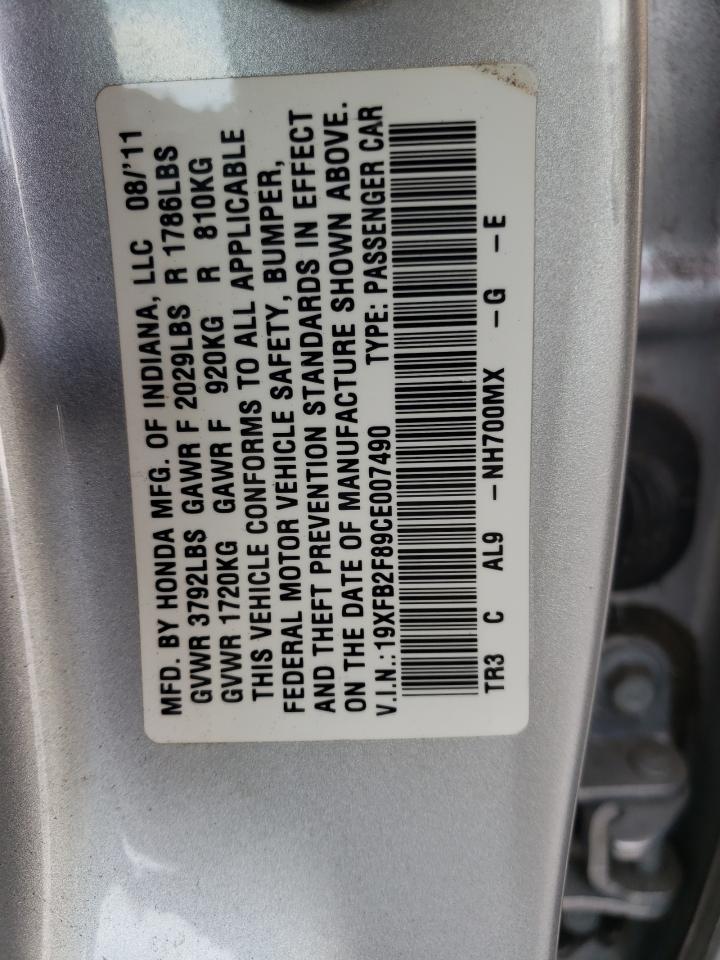 MFD. BY HONDA MFG. OF INDIANA, LLC 08/'11
GVWR 3792LBS GAWR F 2029LBS R 1786LBS
GVWR 1720KG GAWR F 920KG R 810KG
THIS VEHICLE CONFORMS TO ALL APPLICABLE
FEDERAL MOTOR VEHICLE SAFETY, BUMPER,
AND THEFT PREVENTION STANDARDS IN EFFECT
ON THE DATE OF MANUFACTURE SHOWN ABOVE.
V.I.N.:19XFB2F89CE007490 TYPE: PASSENGER CAR
TR3 C AL9 – NH700MX – G – E